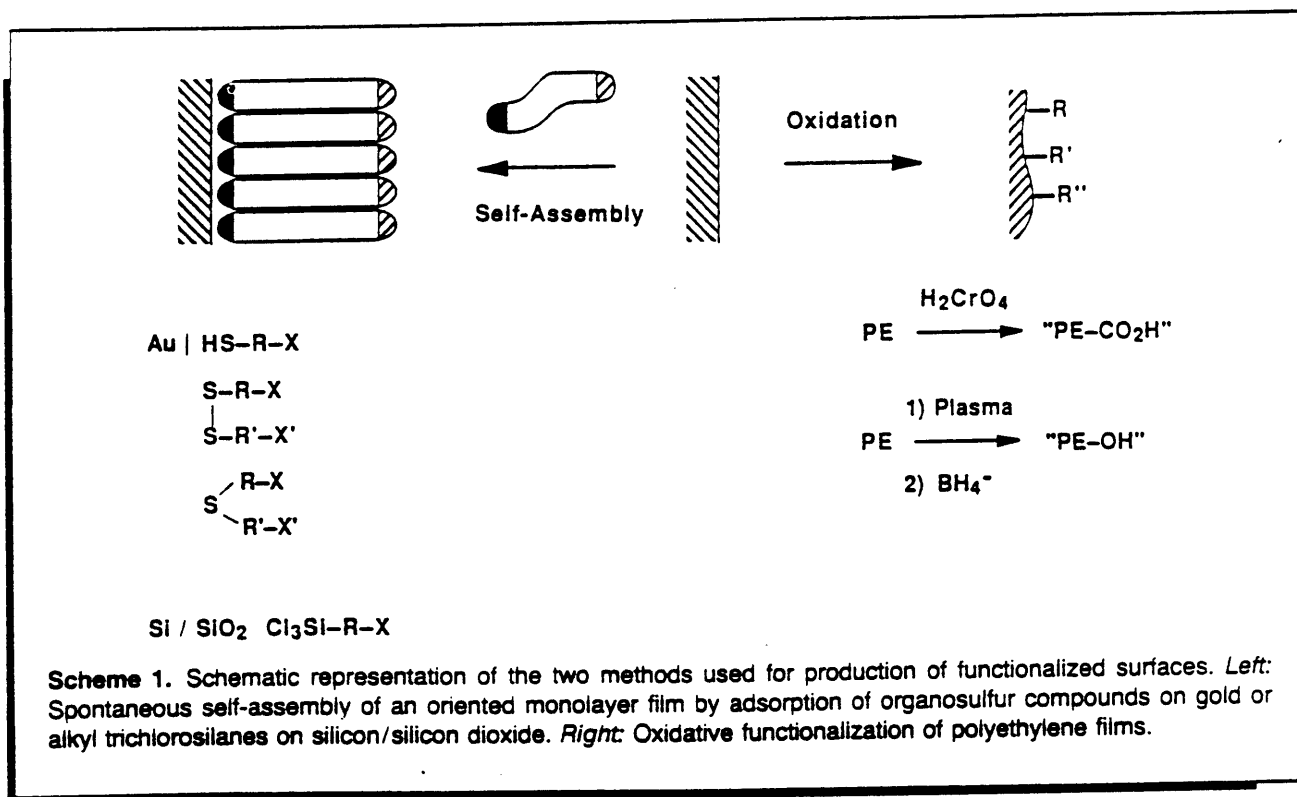 Oxidation
Self-Assembly
R
R'
R''
Au | HS–R–X
S–R–X
S–R'–X'
R–X
S
R'–X'
Si / SiO₂ Cl₃Si–R–X
H₂CrO₄
PE "PE–CO₂H"
1) Plasma
PE "PE–OH"
2) BH₄⁻
Scheme 1. Schematic representation of the two methods used for production of functionalized surfaces. Left:
Spontaneous self-assembly of an oriented monolayer film by adsorption of organosulfur compounds on gold or
alkyl trichlorosilanes on silicon/silicon dioxide. Right: Oxidative functionalization of polyethylene films.